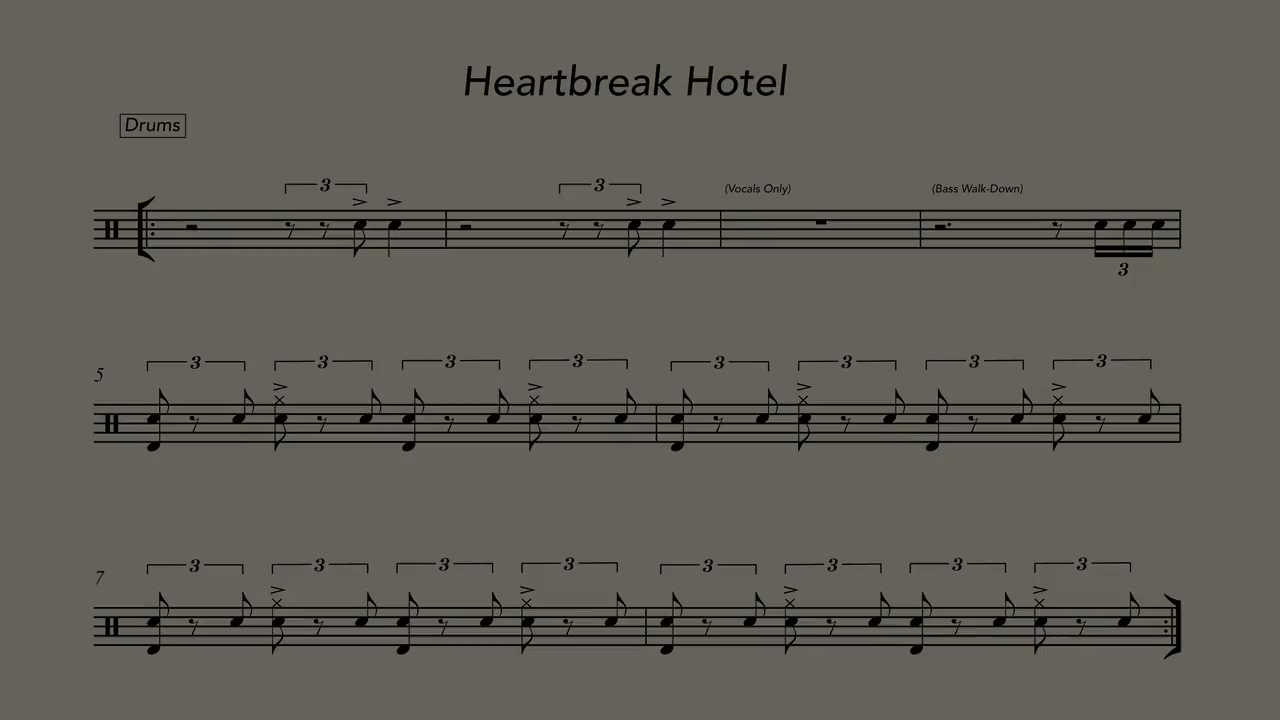 Heartbreak Hotel
Drums
3 3 (Vocals Only) (Bass Walk-Down)
3
5 3 3 3 3 3 3 3 3
7 3 3 3 3 3 3 3 3